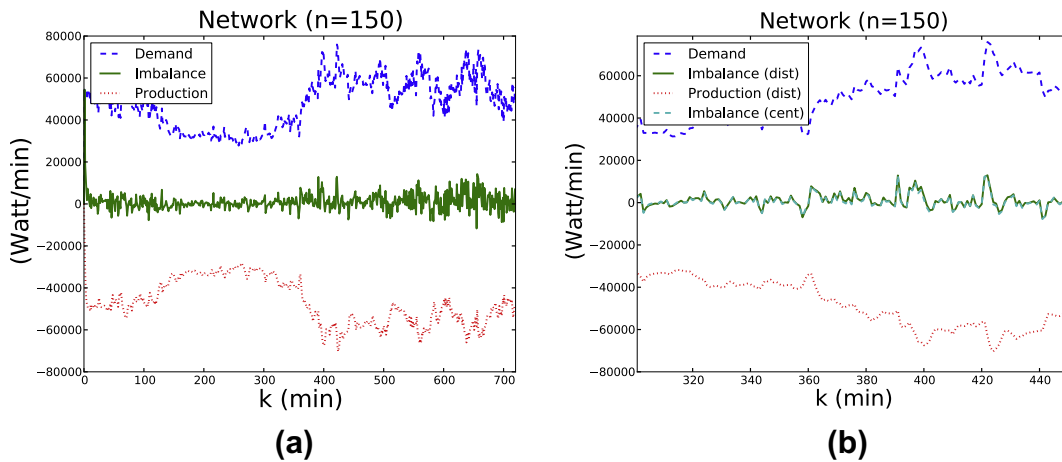 Network (n=150)
80000
60000
40000
20000
0
−20000
−40000
−60000
−80000
(Watt/min)
Demand
Imbalance
Production
0 100 200 300 400 500 600 700
k (min)
(a)
Network (n=150)
60000
40000
20000
0
−20000
−40000
−60000
−80000
(Watt/min)
Demand
Imbalance (dist)
Production (dist)
Imbalance (cent)
320 340 360 380 400 420 440
k (min)
(b)